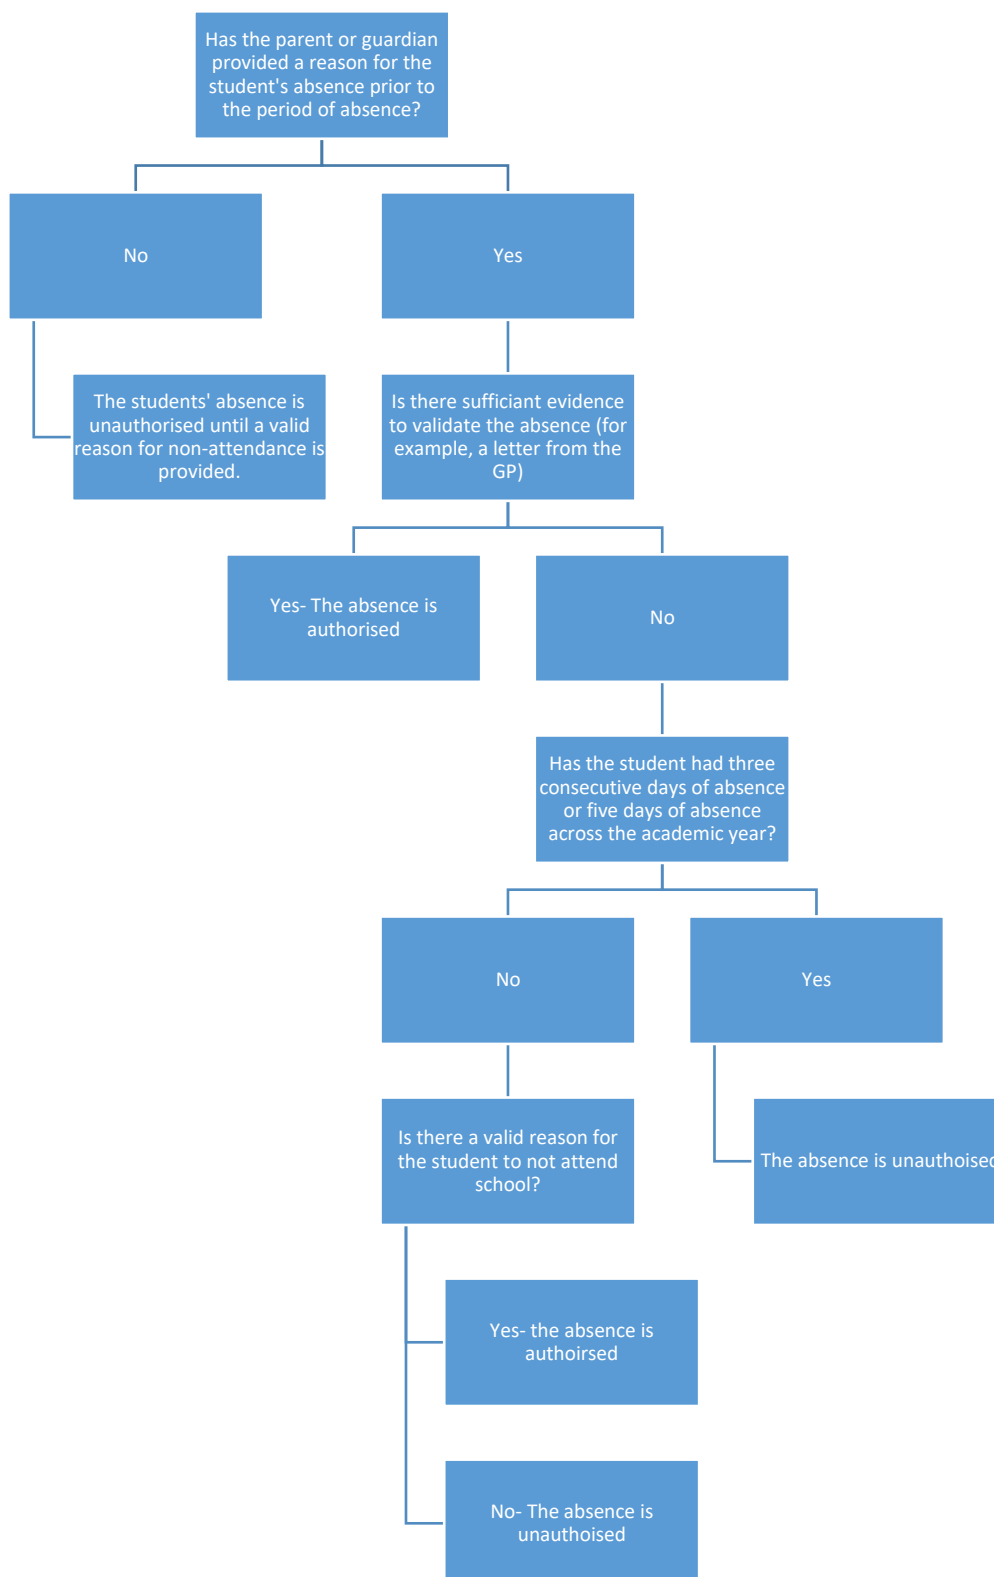 Has the parent or guardian
provided a reason for the
student's absence prior to
the period of absence?
No
Yes
The students' absence is
unauthorised until a valid
reason for non-attendance is
provided.
Is there sufficiant evidence
to validate the absence (for
example, a letter from the
GP)
Yes- The absence is
authorised
No
Has the student had three
consecutive days of absence
or five days of absence
across the academic year?
No
Yes
Is there a valid reason for
the student to not attend
school?
The absence is unauthoised
Yes- the absence is
authoirsed
No- The absence is
unauthoised